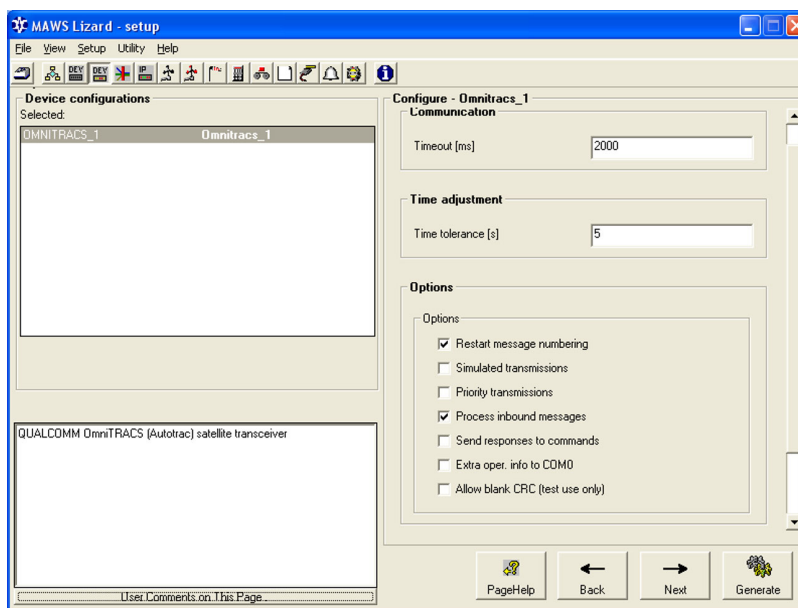 MAWS Lizard - setup
File View Setup Utility Help
DEV DEV IP
Device configurations
Selected:
OMNITRACS_1 Omnitracs_1
QUALCOMM OmniTRACS (Autotrac) satellite transceiver
User Comments on This Page..
Configure - Omnitracs_1
Communication
Timeout [ms] 2000
Time adjustment
Time tolerance [s] 5
Options
Options
Restart message numbering
Simulated transmissions
Priority transmissions
Process inbound messages
Send responses to commands
Extra oper. info to COM0
Allow blank CRC (test use only)
PageHelp Back Next Generate